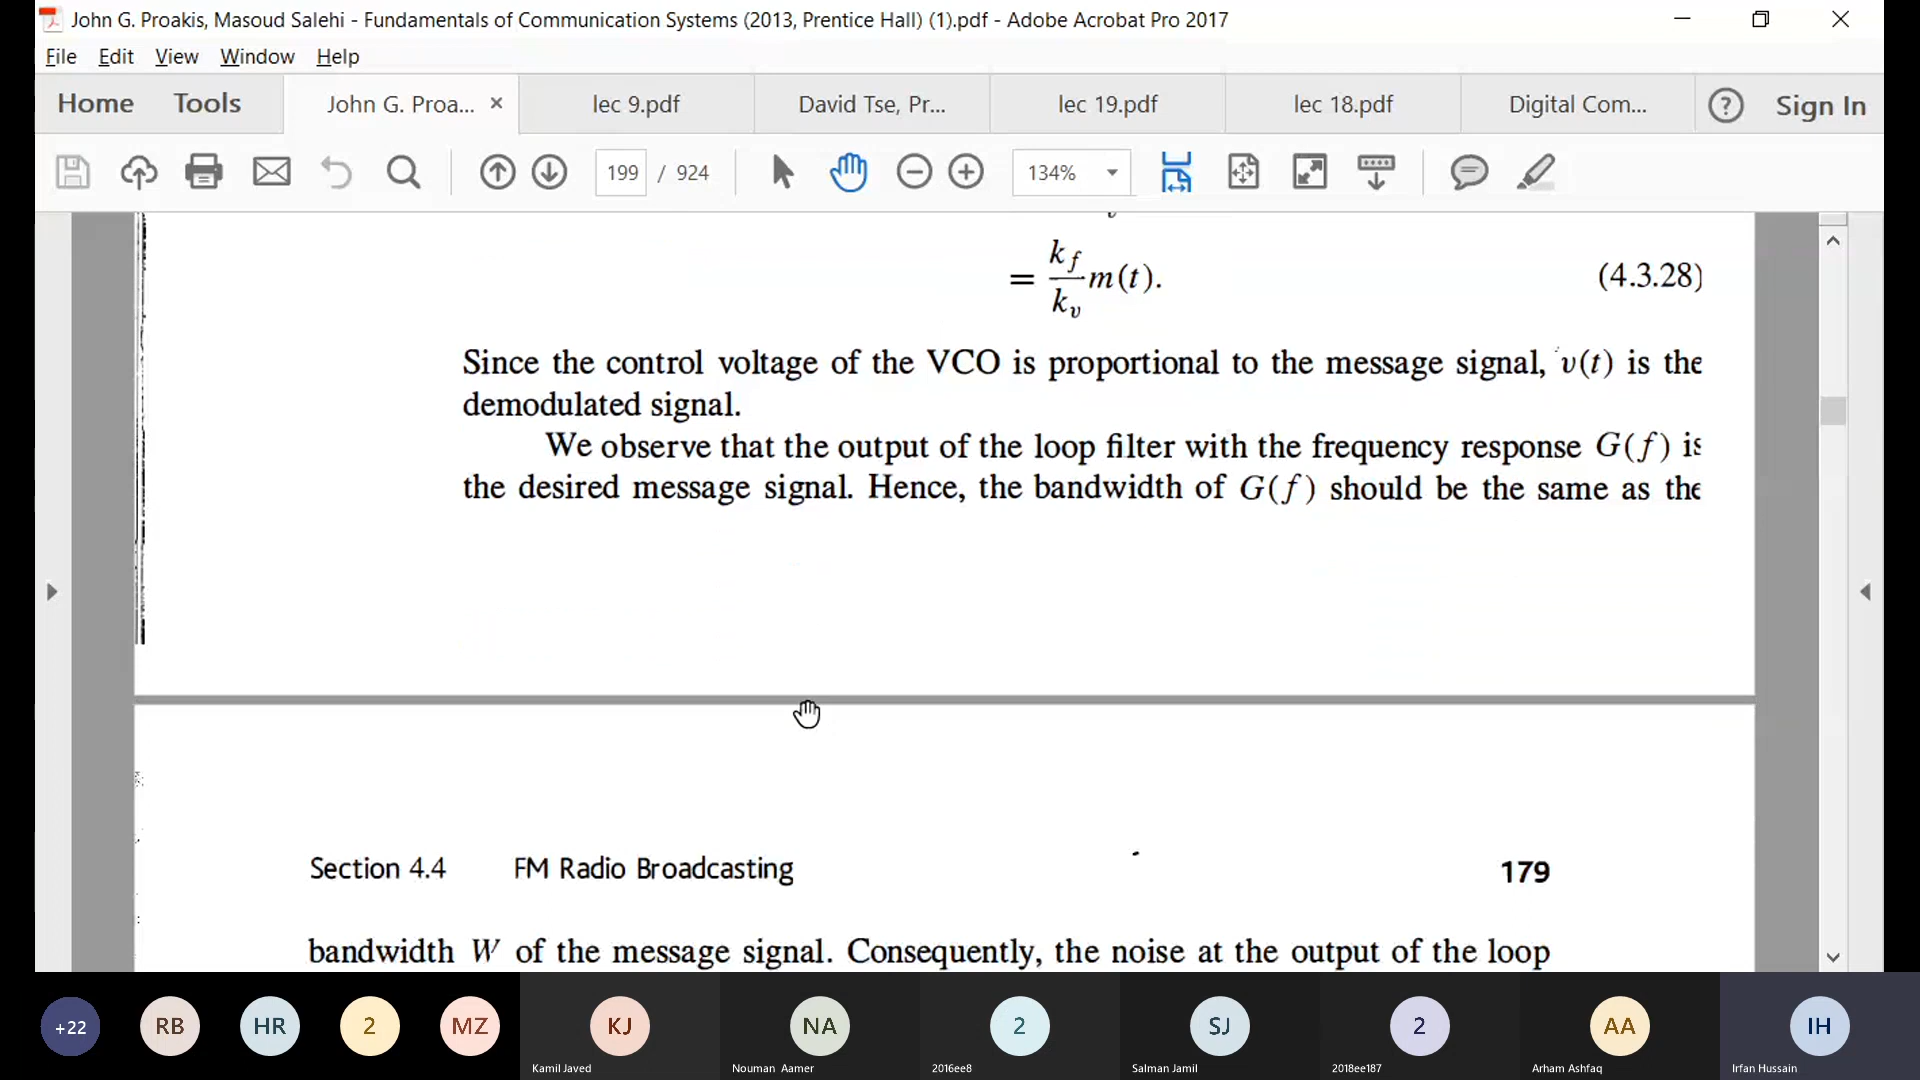 John G. Proakis, Masoud Salehi - Fundamentals of Communication Systems (2013, Prentice Hall) (1).pdf - Adobe Acrobat Pro 2017
File Edit View Window Help
Home Tools John G. Proa... × lec 9.pdf David Tse, Pr... lec 19.pdf lec 18.pdf Digital Com... ? Sign In
199 / 924 134%
= k_f/k_v m(t). (4.3.28)
Since the control voltage of the VCO is proportional to the message signal, v(t) is the
demodulated signal.
We observe that the output of the loop filter with the frequency response G(f) is
the desired message signal. Hence, the bandwidth of G(f) should be the same as the
Section 4.4 FM Radio Broadcasting 179
bandwidth W of the message signal. Consequently, the noise at the output of the loop
+22 RB HR 2 MZ KJ NA 2 SJ 2 AA IH
Kamil Javed Nouman Aamer 2016ee8 Salman Jamil 2018ee187 Arham Ashfaq Irfan Hussain